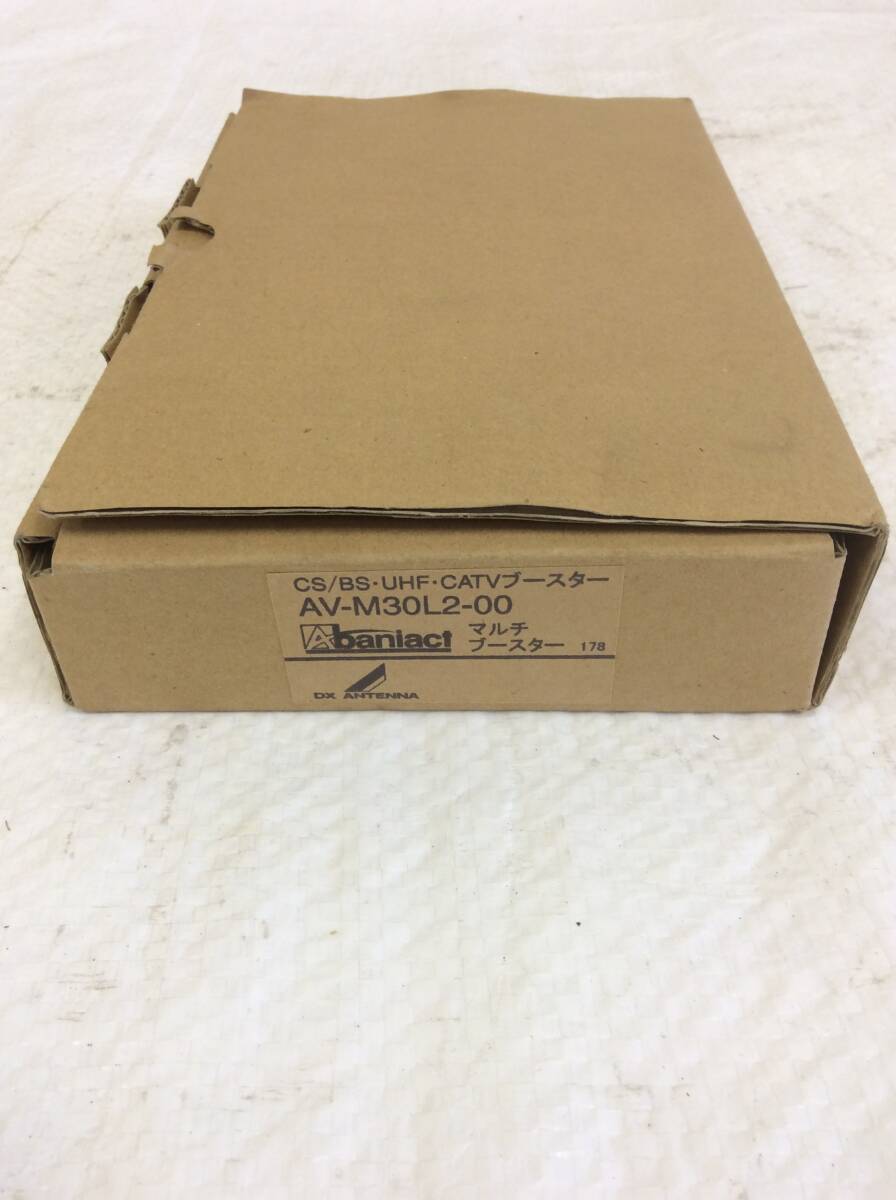 CS/BS・UHF・CATVブースター
AV-M30L2-00
Abaniact マルチ
ブースター 178
DX ANTENNA